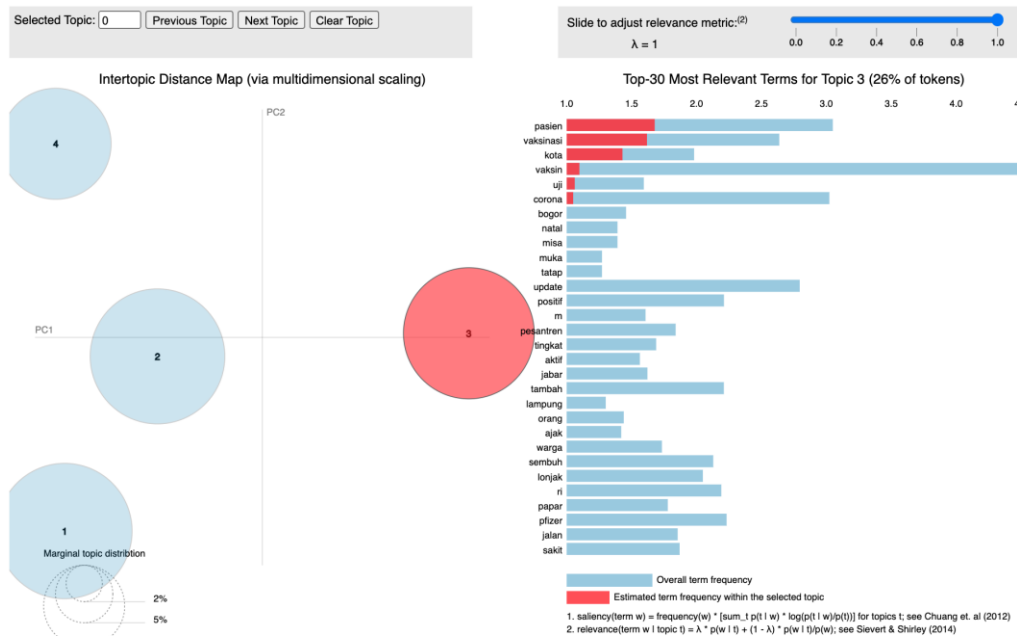 Selected Topic: 0 Previous Topic Next Topic Clear Topic
Slide to adjust relevance metric:(2)
λ = 1
0.0 0.2 0.4 0.6 0.8 1.0
Intertopic Distance Map (via multidimensional scaling)
PC2
PC1
4
2
3
1
Marginal topic distribtion
2%
5%
Top-30 Most Relevant Terms for Topic 3 (26% of tokens)
1.0 1.5 2.0 2.5 3.0 3.5 4.0
pasien
vaksinasi
kota
vaksin
uji
corona
bogor
natal
misa
muka
tatap
update
positif
m
pesantren
tingkat
aktif
jabar
tambah
lampung
orang
ajak
warga
sembuh
lonjak
ri
papar
pfizer
jalan
sakit
Overall term frequency
Estimated term frequency within the selected topic
1. saliency(term w) = frequency(w) * [sum_t p(t | w) * log(p(t | w)/p(t))] for topics t; see Chuang et. al (2012)
2. relevance(term w | topic t) = λ * p(w | t) + (1 - λ) * p(w | t)/p(w); see Sievert & Shirley (2014)